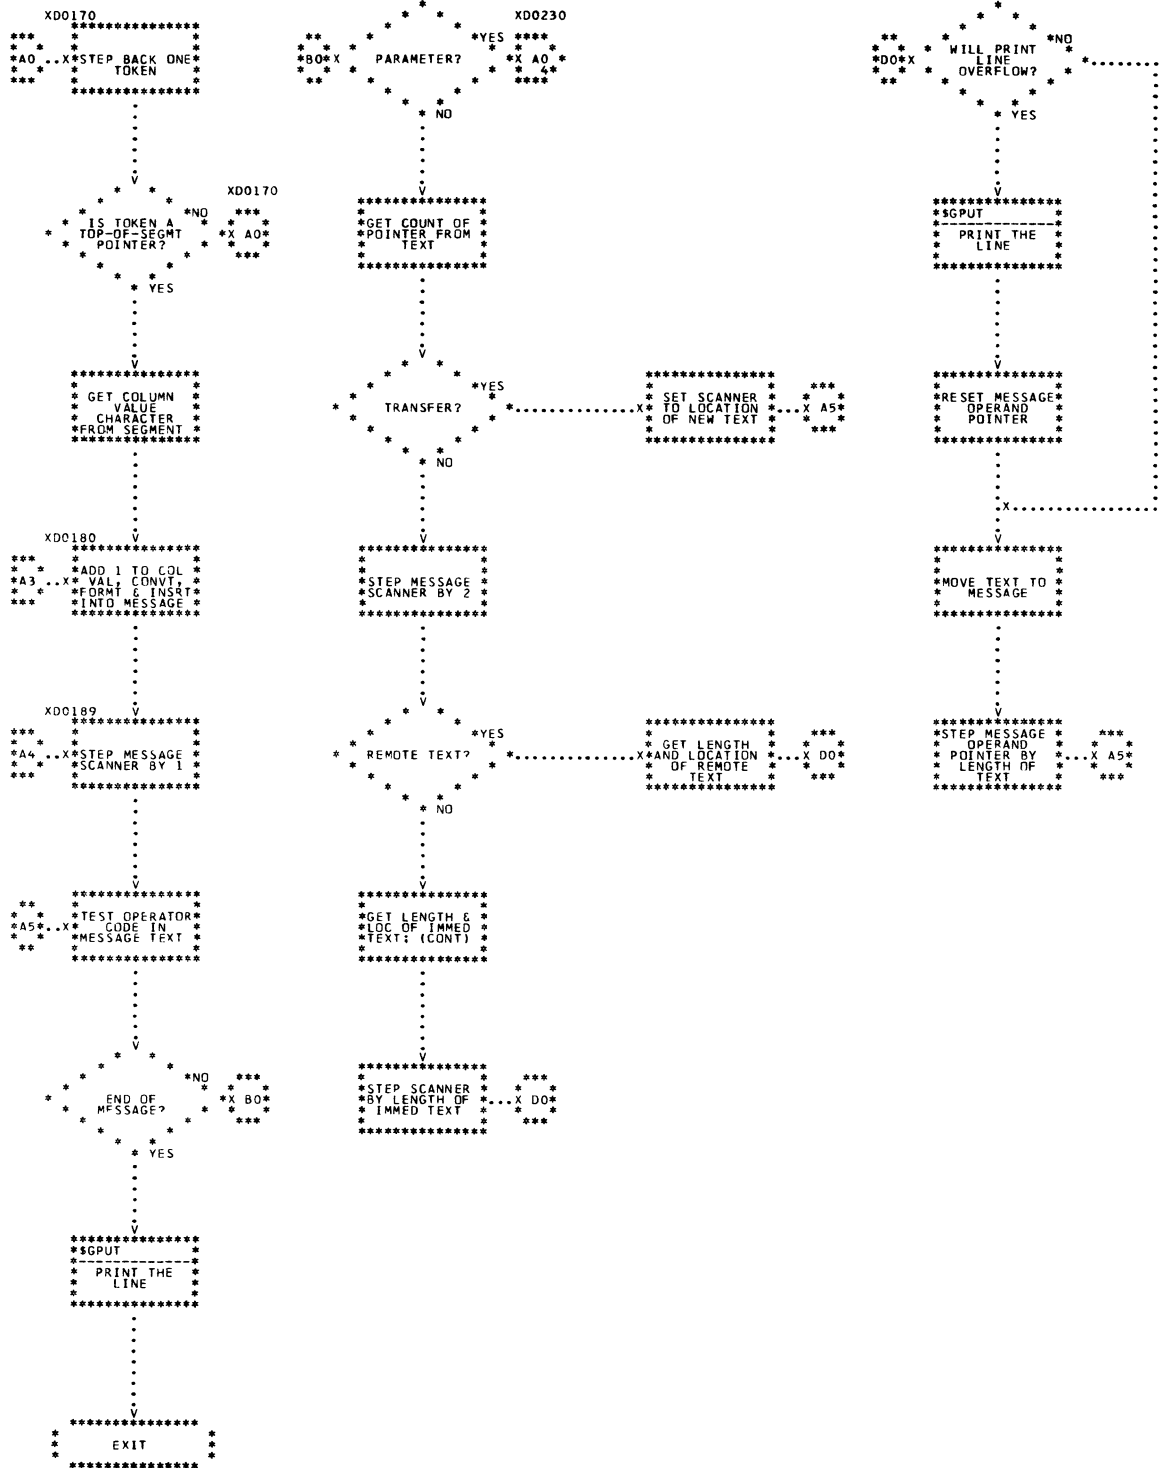 XD0170
A0
STEP BACK ONE
TOKEN
IS TOKEN A
TOP-OF-SEGMT
POINTER?
NO
XD0170
X A0
YES
GET COLUMN
VALUE
CHARACTER
FROM SEGMENT
XD0180
A3
ADD 1 TO COL
VAL, CONVT,
FORMT & INSRT
INTO MESSAGE
XD0189
A4
STEP MESSAGE
SCANNER BY 1
A5
TEST OPERATOR
CODE IN
MESSAGE TEXT
END OF
MESSAGE?
NO
X B0
YES
$GPUT
PRINT THE
LINE
EXIT
B0
PARAMETER?
YES
XD0230
X A0
4
NO
GET COUNT OF
POINTER FROM
TEXT
TRANSFER?
YES
SET SCANNER
TO LOCATION
OF NEW TEXT
X A5
NO
STEP MESSAGE
SCANNER BY 2
REMOTE TEXT?
YES
GET LENGTH
AND LOCATION
OF REMOTE
TEXT
X D0
NO
GET LENGTH &
LOC OF IMMED
TEXT; (CONT)
STEP SCANNER
BY LENGTH OF
IMMED TEXT
X D0
D0
WILL PRINT
LINE
OVERFLOW?
NO
YES
$GPUT
PRINT THE
LINE
RESET MESSAGE
OPERAND
POINTER
MOVE TEXT TO
MESSAGE
STEP MESSAGE
OPERAND
POINTER BY
LENGTH OF
TEXT
X A5